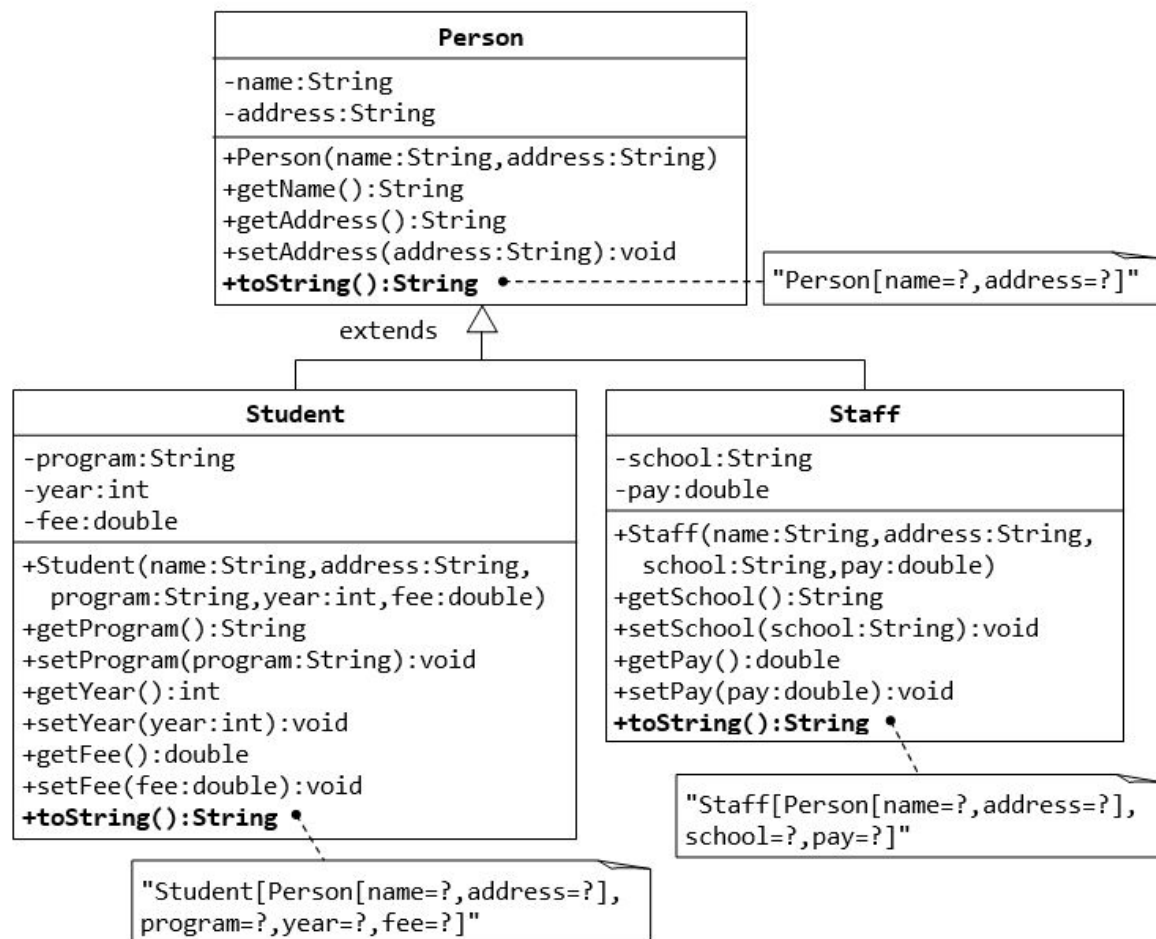 Person
-name:String
-address:String
+Person(name:String,address:String)
+getName():String
+getAddress():String
+setAddress(address:String):void
+toString():String
"Person[name=?,address=?]"
extends
Student
-program:String
-year:int
-fee:double
+Student(name:String,address:String,
program:String,year:int,fee:double)
+getProgram():String
+setProgram(program:String):void
+getYear():int
+setYear(year:int):void
+getFee():double
+setFee(fee:double):void
+toString():String
"Student[Person[name=?,address=?],
program=?,year=?,fee=?]"
Staff
-school:String
-pay:double
+Staff(name:String,address:String,
school:String,pay:double)
+getSchool():String
+setSchool(school:String):void
+getPay():double
+setPay(pay:double):void
+toString():String
"Staff[Person[name=?,address=?],
school=?,pay=?]"